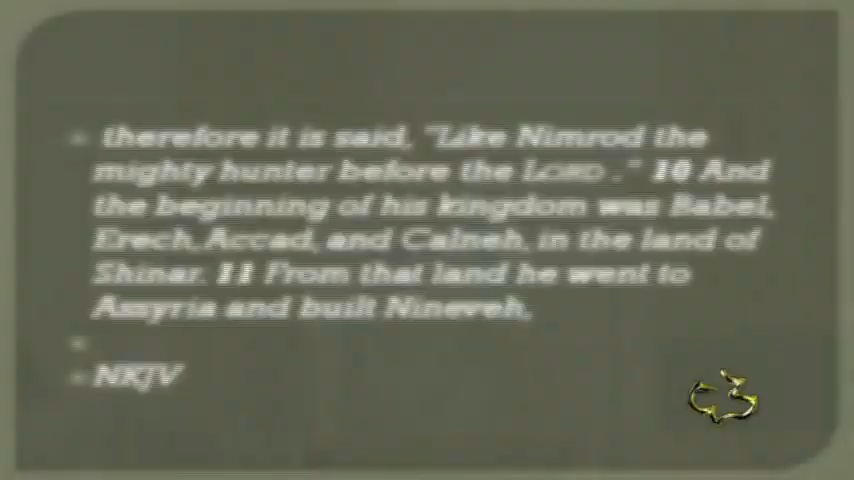 therefore it is said, "Like Nimrod the
mighty hunter before the LORD ." 10 And
the beginning of his kingdom was Babel,
Erech, Accad, and Calneh, in the land of
Shinar. 11 From that land he went to
Assyria and built Nineveh,
NKJV